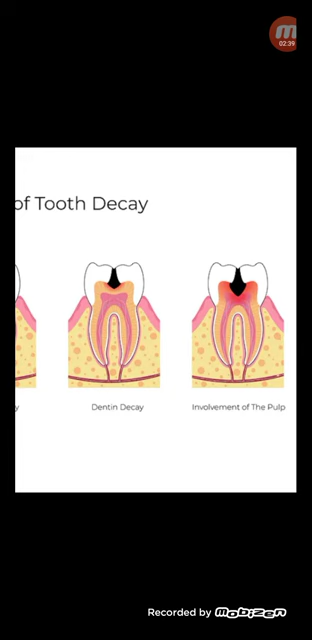 02:39
of Tooth Decay
y
Dentin Decay
Involvement of The Pulp
Recorded by mobizen